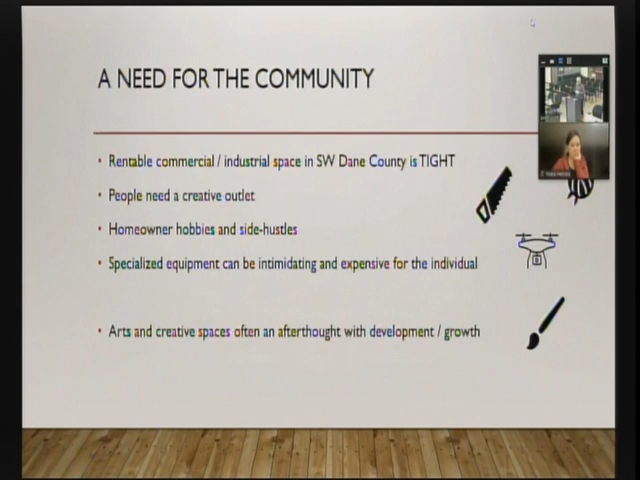 A NEED FOR THE COMMUNITY
• Rentable commercial / industrial space in SW Dane County is TIGHT
• People need a creative outlet
• Homeowner hobbies and side-hustles
• Specialized equipment can be intimidating and expensive for the individual
• Arts and creative spaces often an afterthought with development / growth